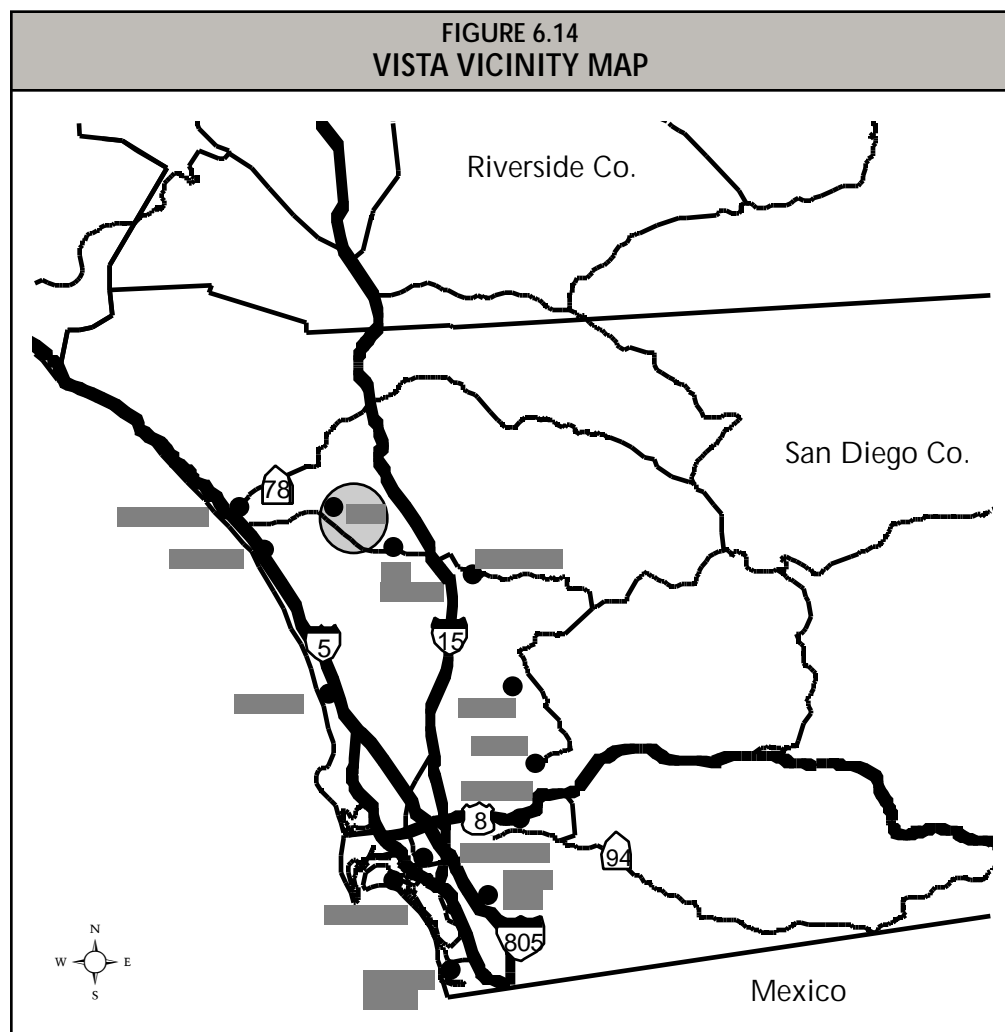 FIGURE 6.14
VISTA VICINITY MAP
Riverside Co.
San Diego Co.
78
5
15
8
94
805
N
W E
S
Mexico